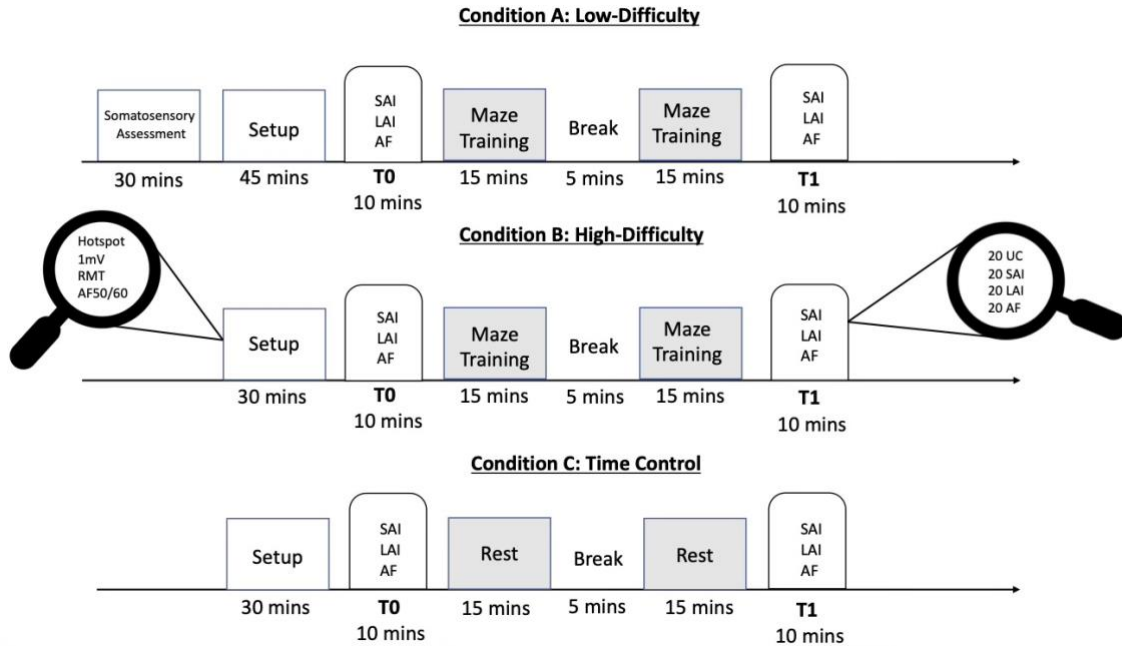 Condition A: Low-Difficulty
Somatosensory
Assessment
Setup
SAI
LAI
AF
Maze
Training
Break
Maze
Training
SAI
LAI
AF
30 mins
45 mins
T0
10 mins
15 mins
5 mins
15 mins
T1
10 mins
Condition B: High-Difficulty
Hotspot
1mV
RMT
AF50/60
Setup
SAI
LAI
AF
Maze
Training
Break
Maze
Training
SAI
LAI
AF
20 UC
20 SAI
20 LAI
20 AF
30 mins
T0
10 mins
15 mins
5 mins
15 mins
T1
10 mins
Condition C: Time Control
Setup
SAI
LAI
AF
Rest
Break
Rest
SAI
LAI
AF
30 mins
T0
10 mins
15 mins
5 mins
15 mins
T1
10 mins